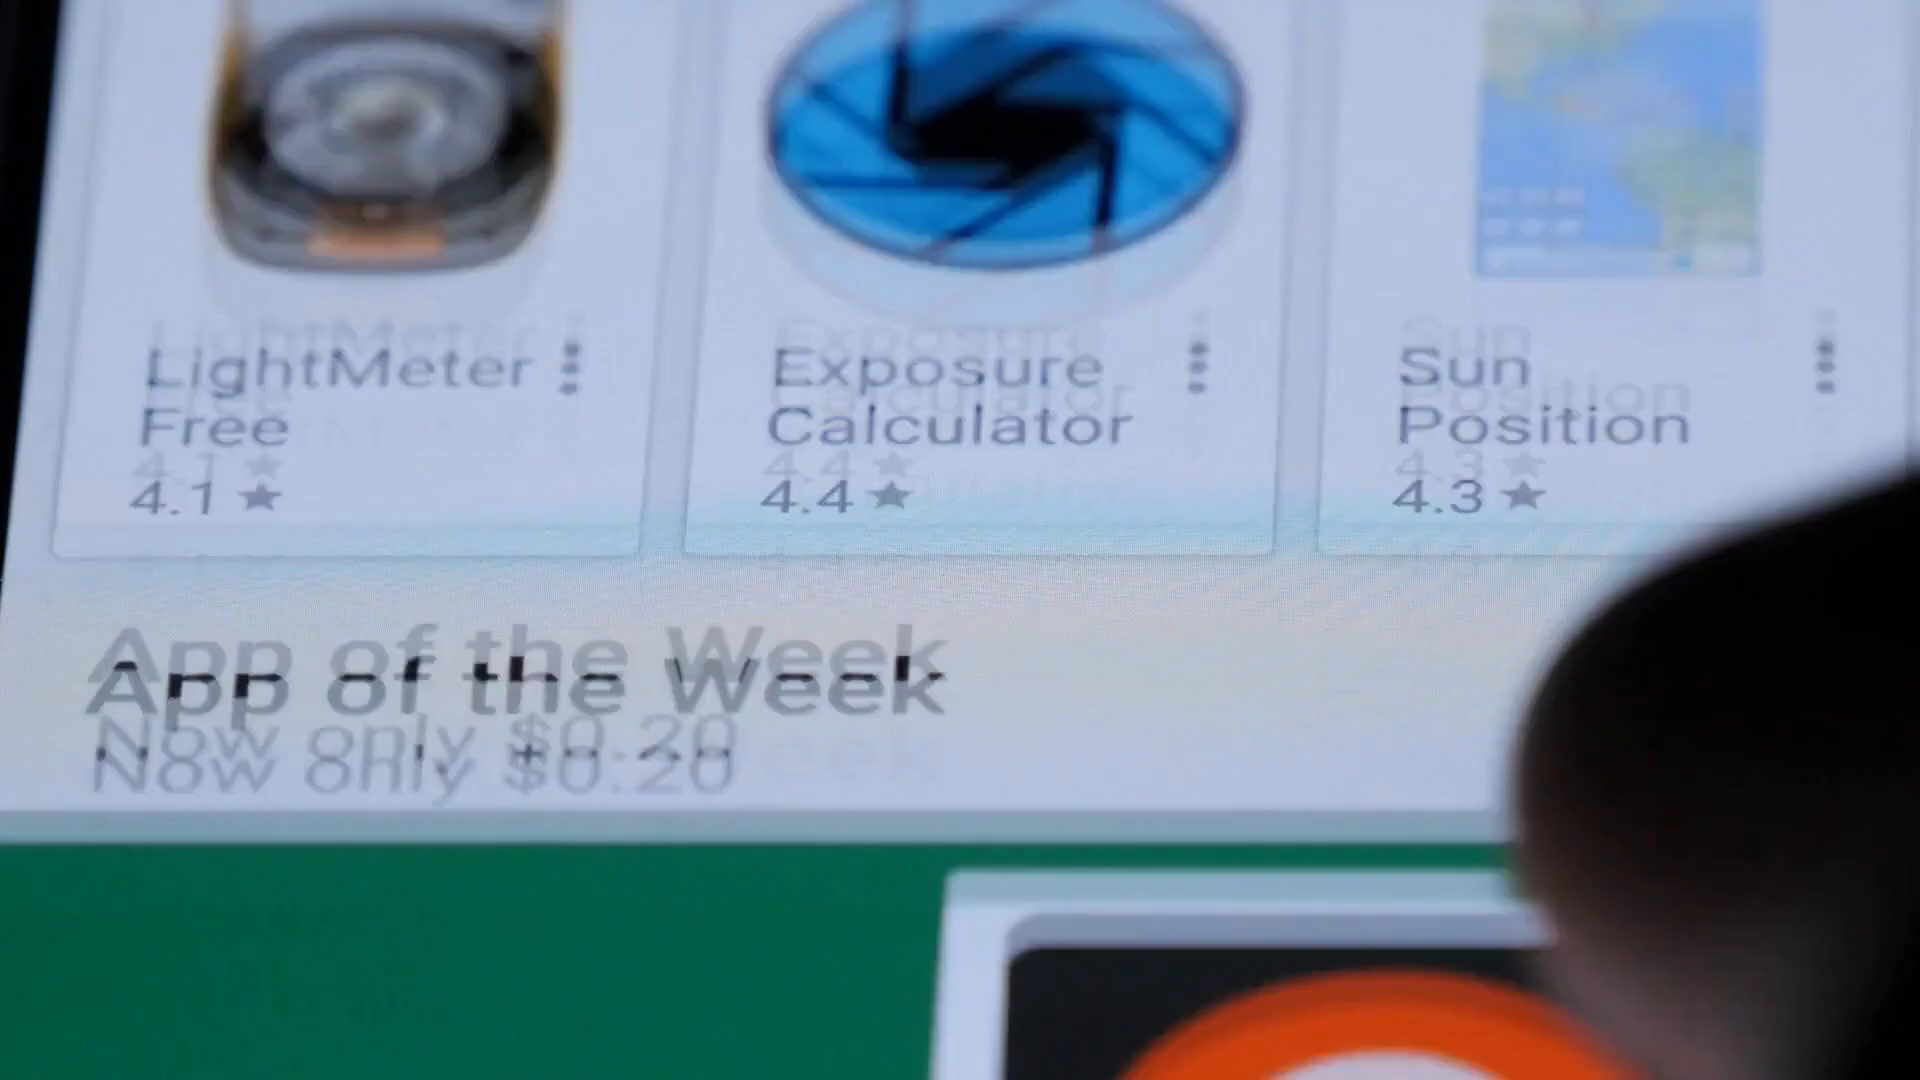 LightMeter
Free
4.1 ★
Exposure
Calculator
4.4 ★
Sun
Position
4.3 ★
App of the Week
Now only $0.20